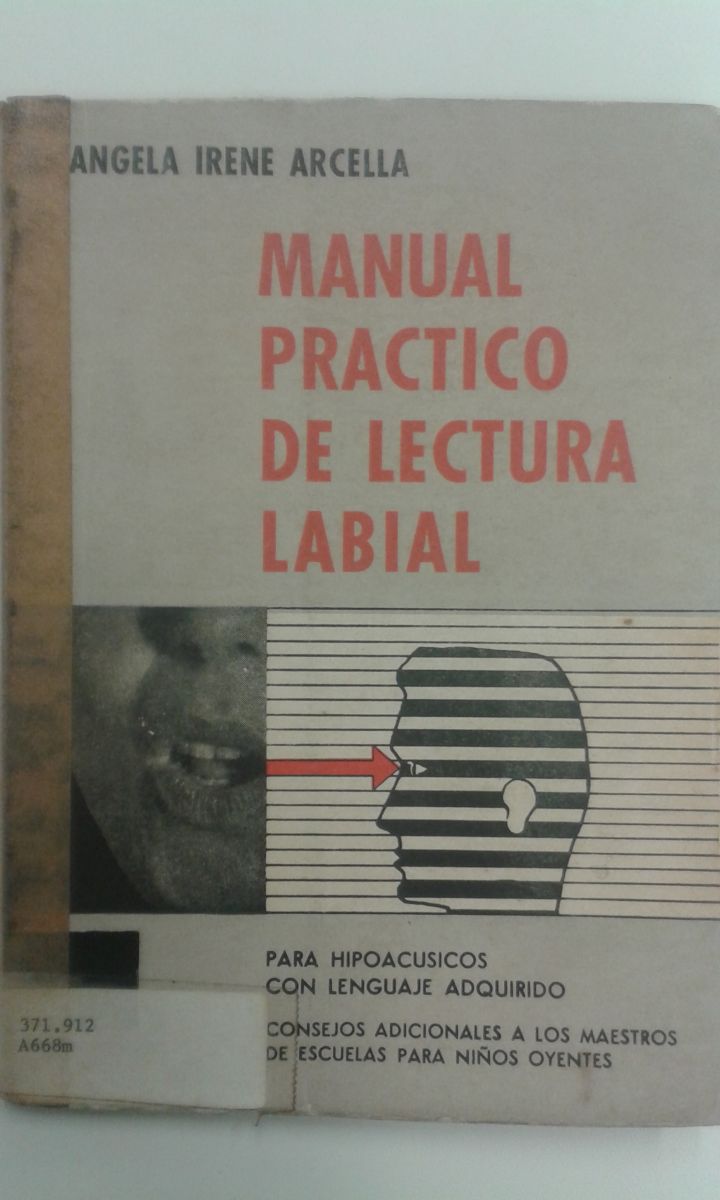 ANGELA IRENE ARCELLA
MANUAL
PRACTICO
DE LECTURA
LABIAL
PARA HIPOACUSICOS
CON LENGUAJE ADQUIRIDO
CONSEJOS ADICIONALES A LOS MAESTROS
DE ESCUELAS PARA NIÑOS OYENTES
371.912
A668m